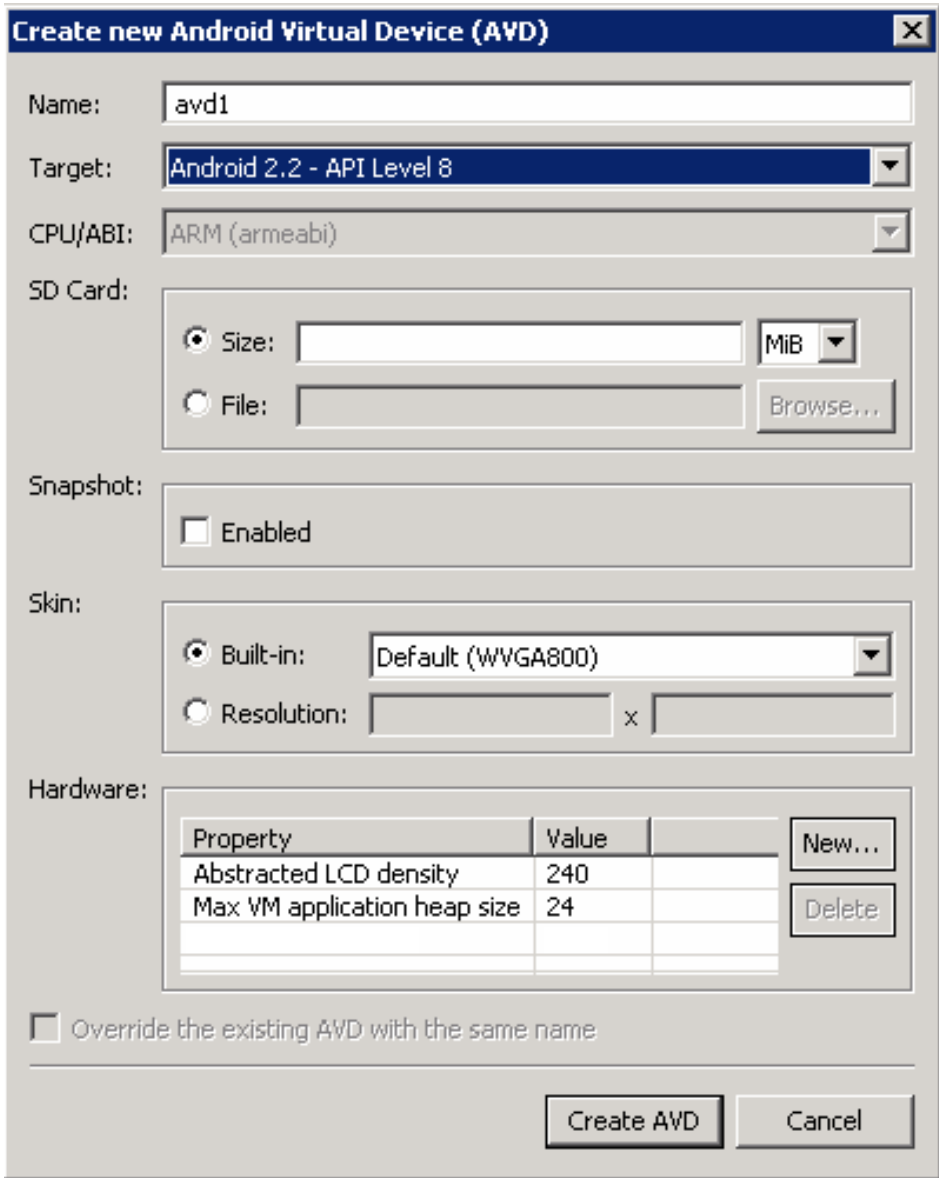 Create new Android Virtual Device (AVD)
Name: avd1
Target: Android 2.2 - API Level 8
CPU/ABI: ARM (armeabi)
SD Card:
Size: MiB
File: Browse...
Snapshot:
Enabled
Skin:
Built-in: Default (WVGA800)
Resolution: x
Hardware:
Property Value New...
Abstracted LCD density 240
Max VM application heap size 24 Delete
Override the existing AVD with the same name
Create AVD Cancel